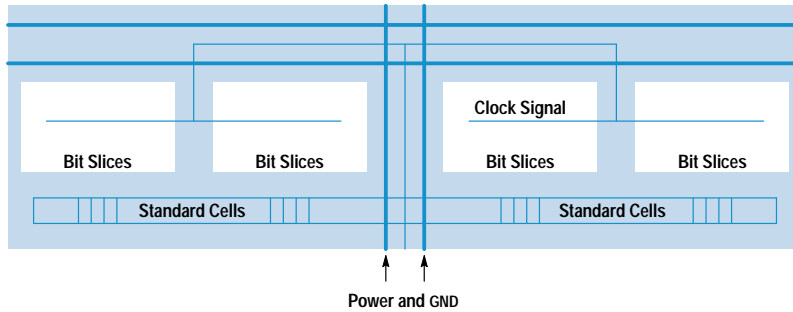 Clock Signal
Bit Slices
Bit Slices
Bit Slices
Bit Slices
Standard Cells
Standard Cells
Power and GND